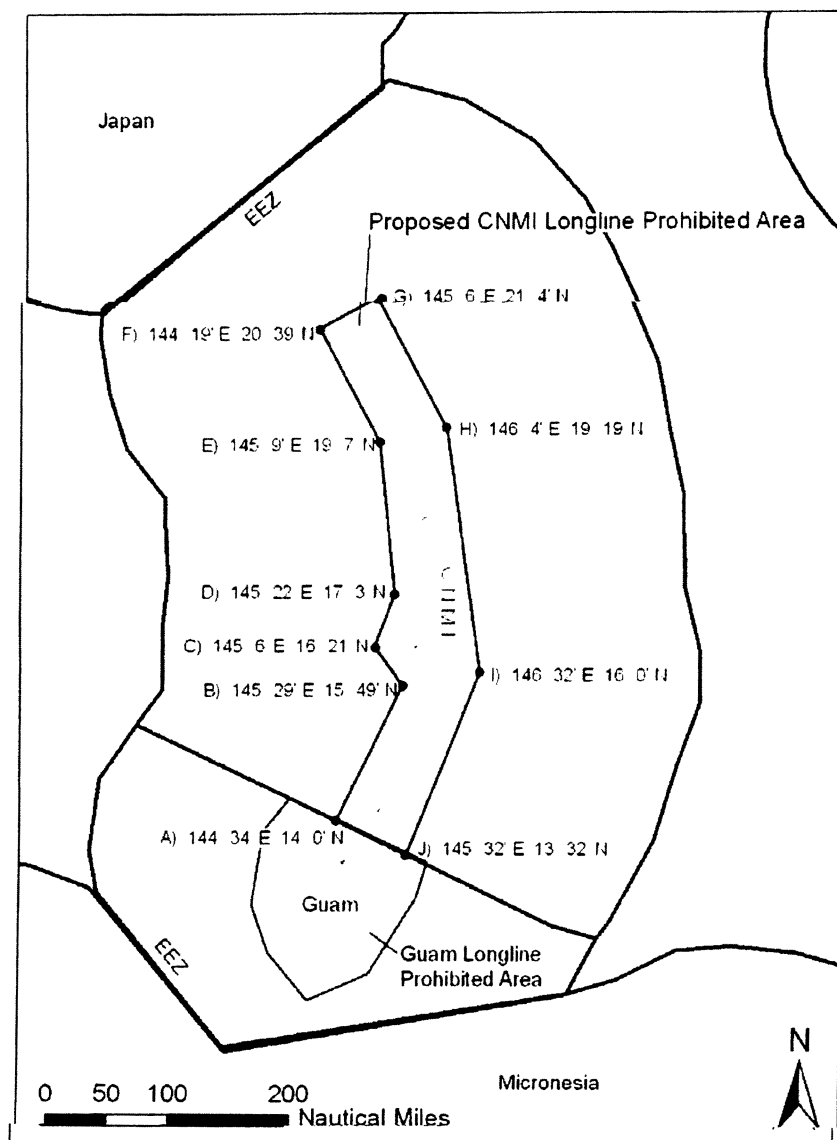 Japan
EEZ
Proposed CNMI Longline Prohibited Area
G) 145 6 E 21 4' N
F) 144 19' E 20 39 N
H) 146 4' E 19 19 N
E) 145 9' E 19 7 N
CNMI
D) 145 22 E 17 3 N
C) 145 6 E 16 21 N
I) 146 32' E 16 0' N
B) 145 29' E 15 49' N
A) 144 34 E 14 0' N
J) 145 32' E 13 32 N
Guam
Guam Longline
Prohibited Area
EEZ
N
Micronesia
0 50 100 200
Nautical Miles